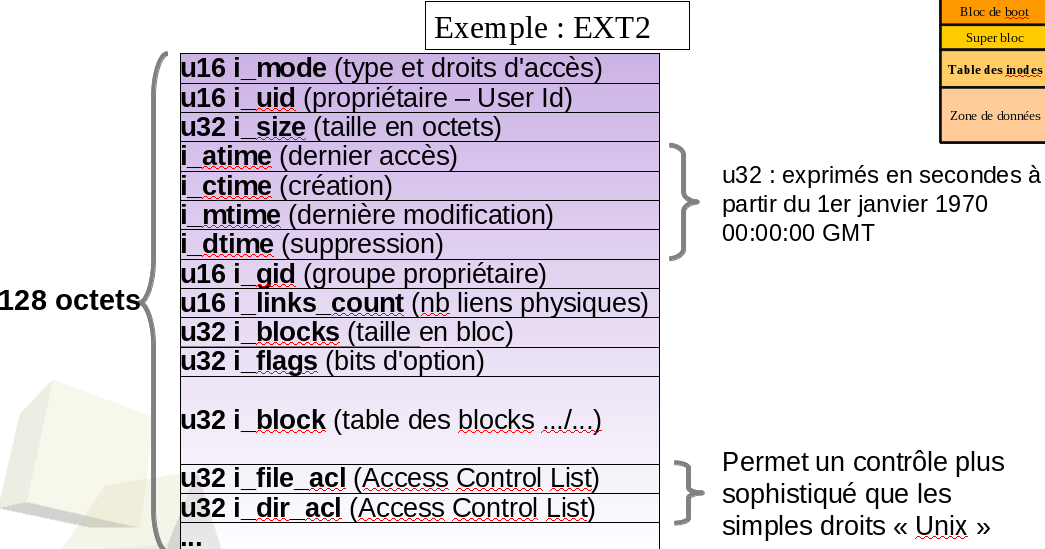 Exemple : EXT2
Bloc de boot
Super bloc
Table des inodes
Zone de données
128 octets
u16 i_mode (type et droits d'accès)
u16 i_uid (propriétaire – User Id)
u32 i_size (taille en octets)
i_atime (dernier accès)
i_ctime (création)
i_mtime (dernière modification)
i_dtime (suppression)
u16 i_gid (groupe propriétaire)
u16 i_links_count (nb liens physiques)
u32 i_blocks (taille en bloc)
u32 i_flags (bits d'option)
u32 i_block (table des blocks .../...)
u32 i_file_acl (Access Control List)
u32 i_dir_acl (Access Control List)
...
u32 : exprimés en secondes à
partir du 1er janvier 1970
00:00:00 GMT
Permet un contrôle plus
sophistiqué que les
simples droits « Unix »